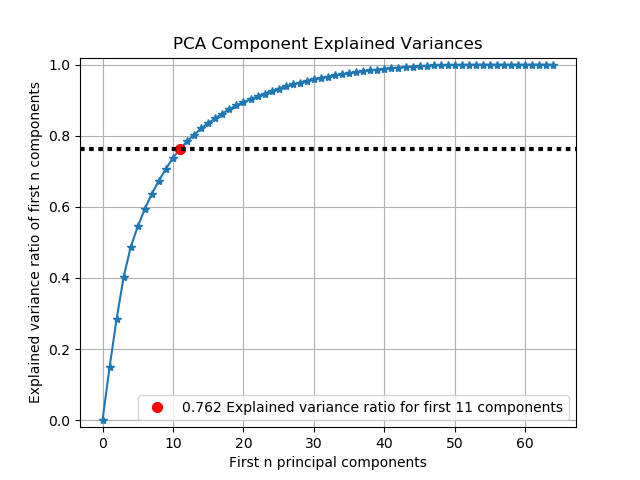 PCA Component Explained Variances
Explained variance ratio of first n components
1.0
0.8
0.6
0.4
0.2
0.0
0.762 Explained variance ratio for first 11 components
0 10 20 30 40 50 60
First n principal components